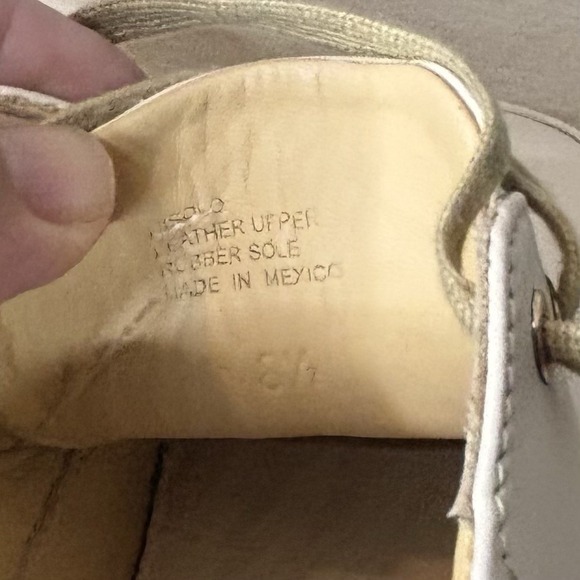 LEATHER UPPER
RUBBER SOLE
MADE IN MEXICO
8½